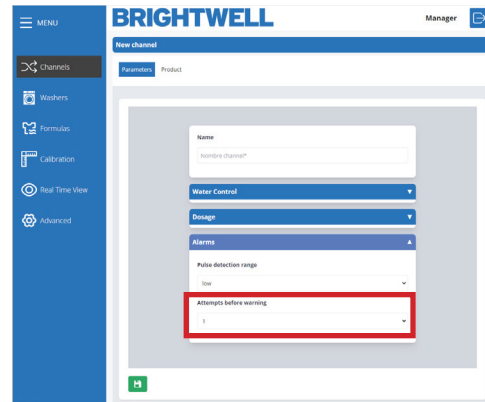 MENU
BRIGHTWELL
Manager
New channel
Channels
Parameters Product
Washers
Formulas
Calibration
Real Time View
Advanced
Name
Nombre channel*
Water Control
Dosage
Alarms
Pulse detection range
low
Attempts before warning
1